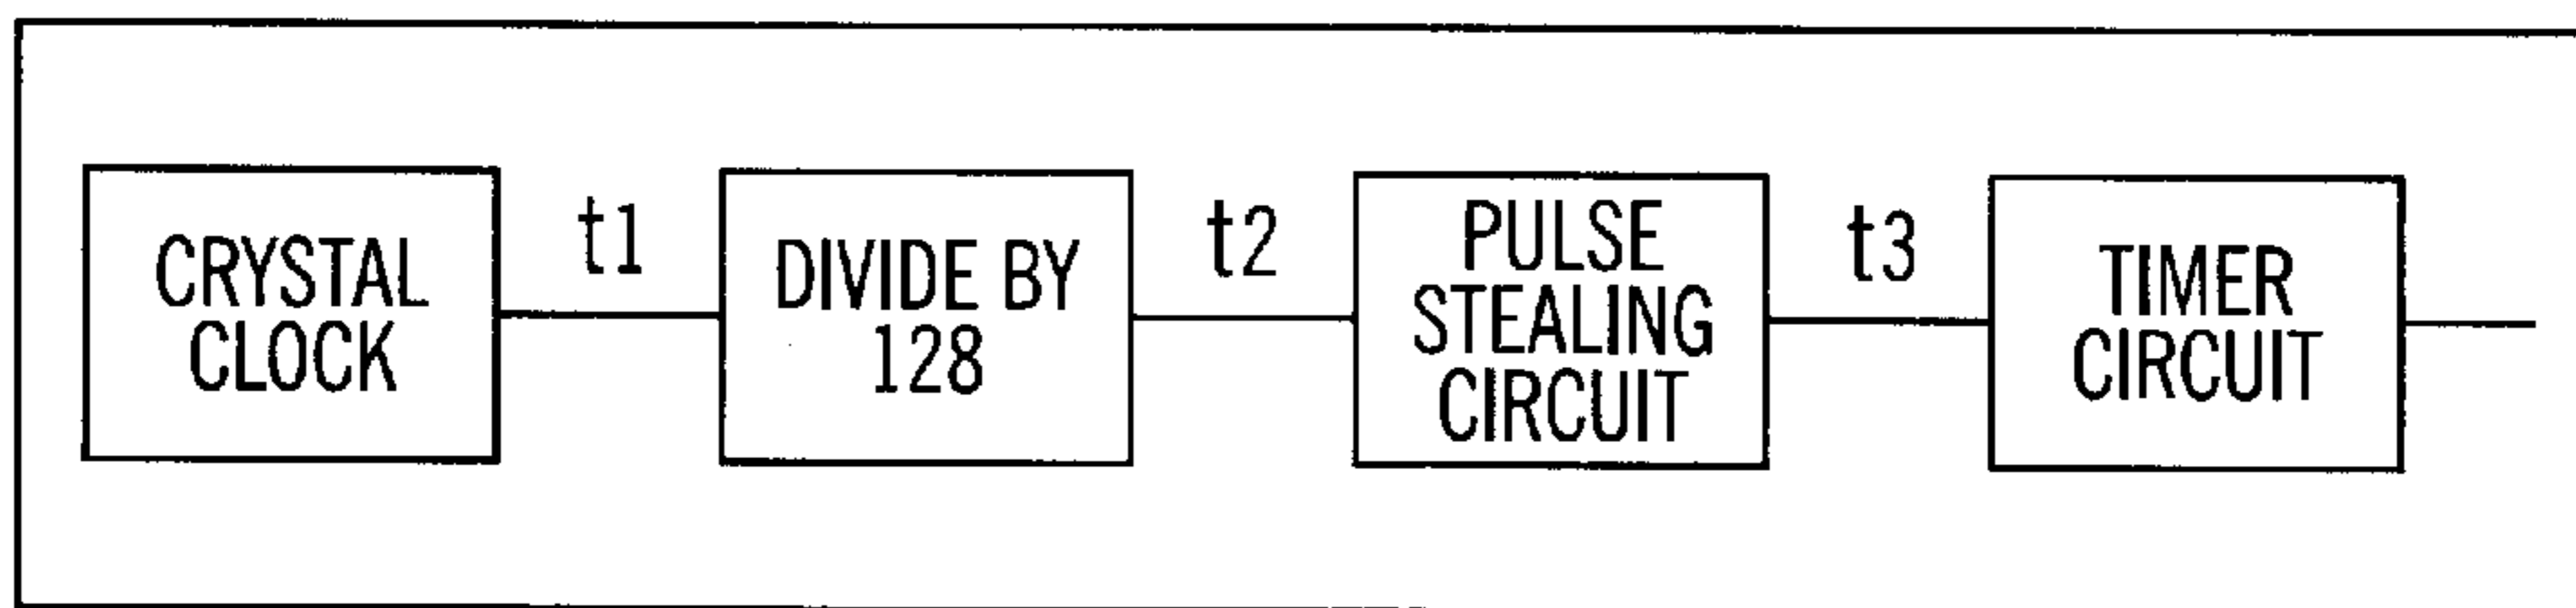 CRYSTAL
CLOCK
t1
DIVIDE BY
128
t2
PULSE
STEALING
CIRCUIT
t3
TIMER
CIRCUIT